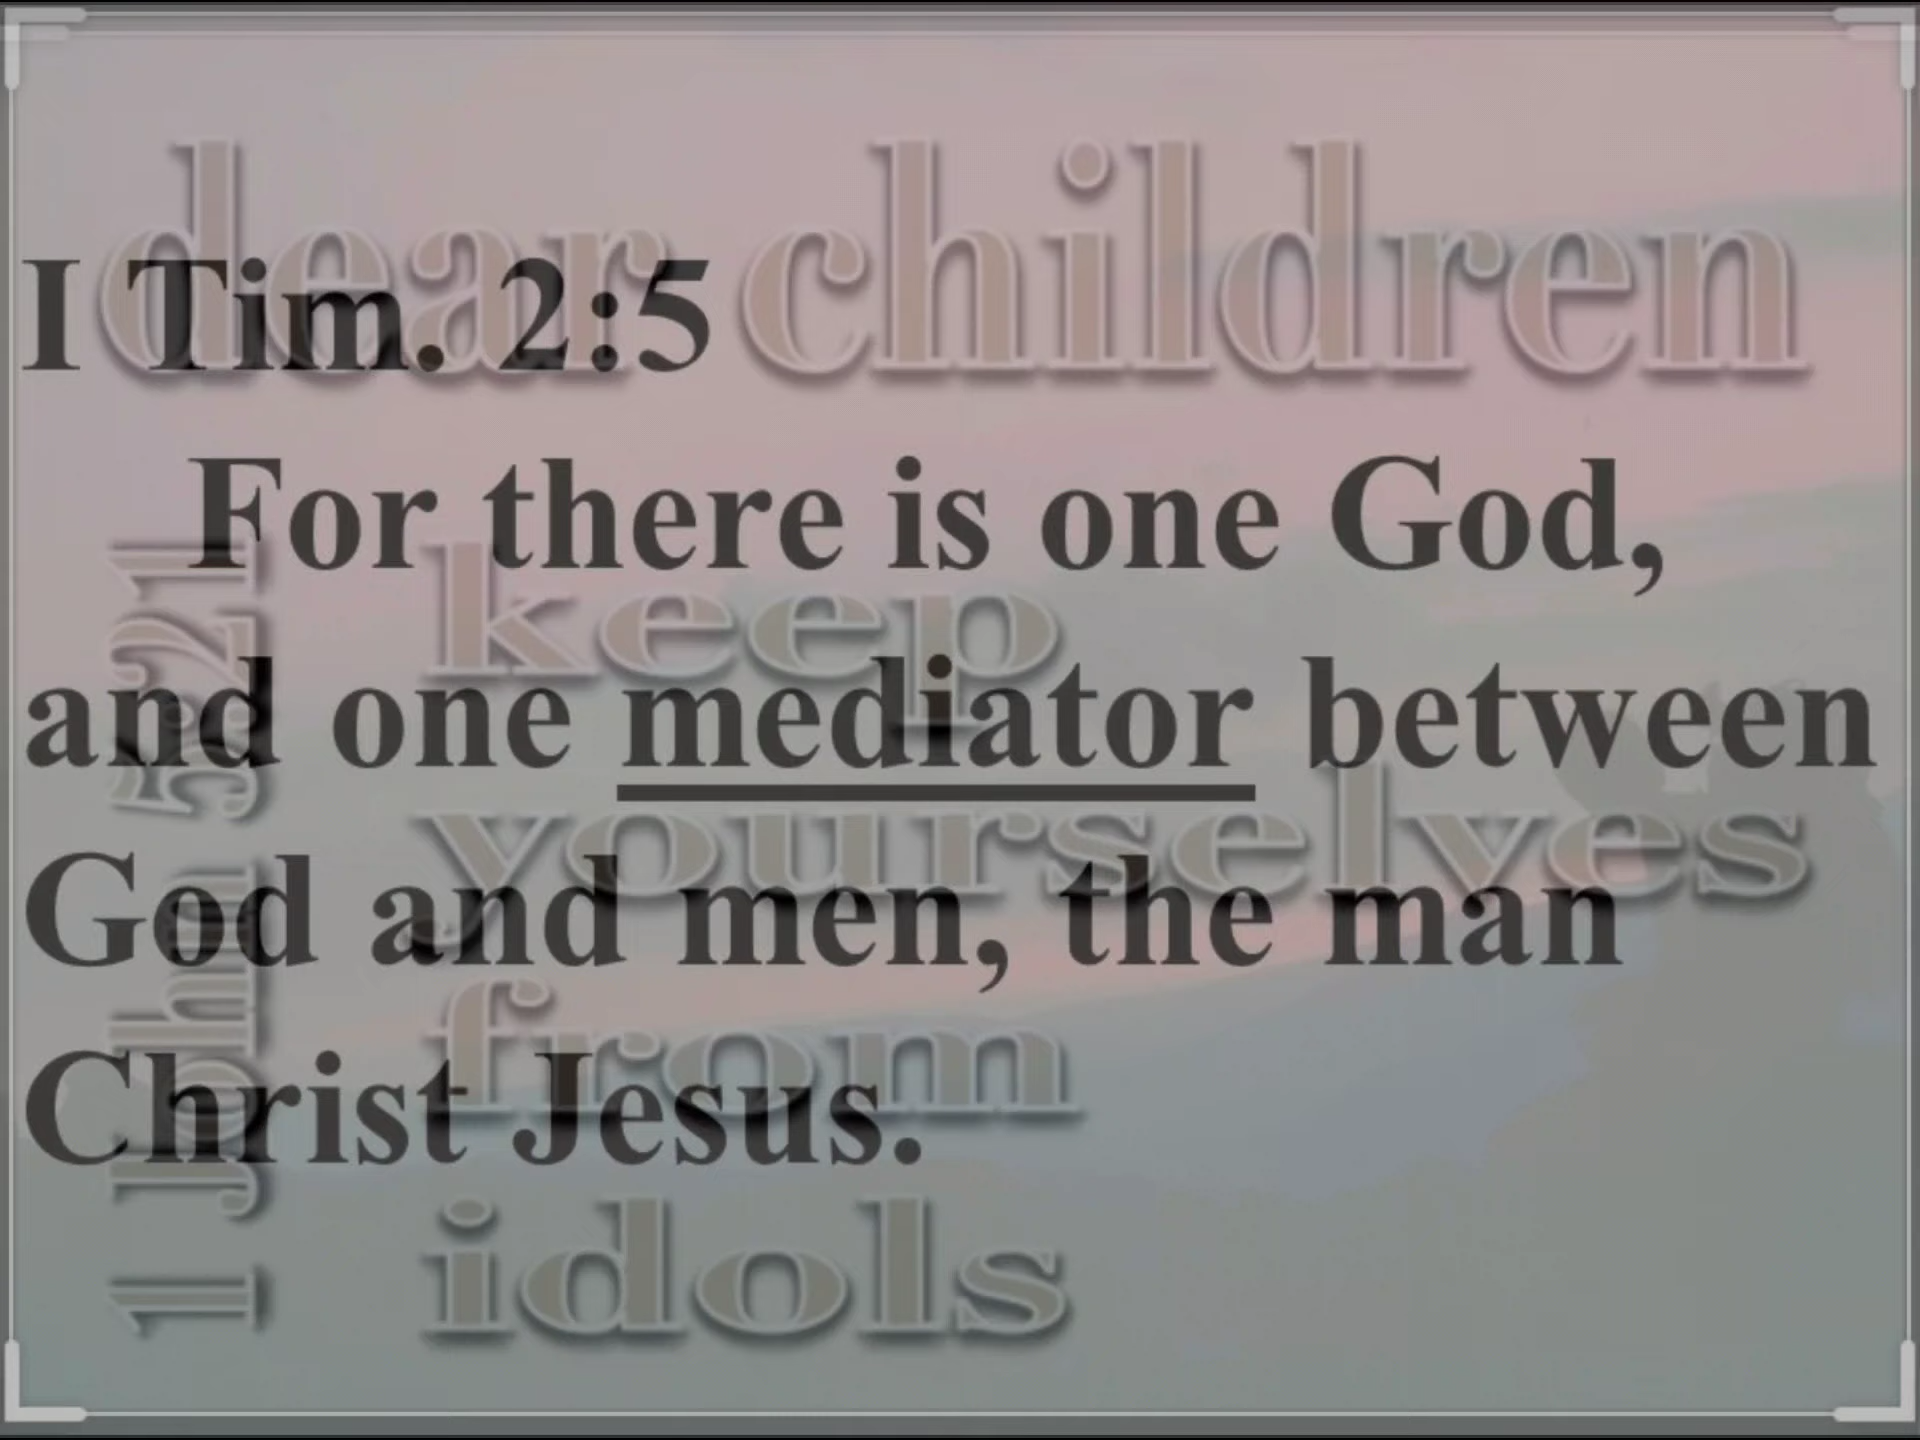 I Tim. 2:5
For there is one God,
and one mediator between
God and men, the man
Christ Jesus.
dear children
keep
yourselves
from
idols
1 John 5:21